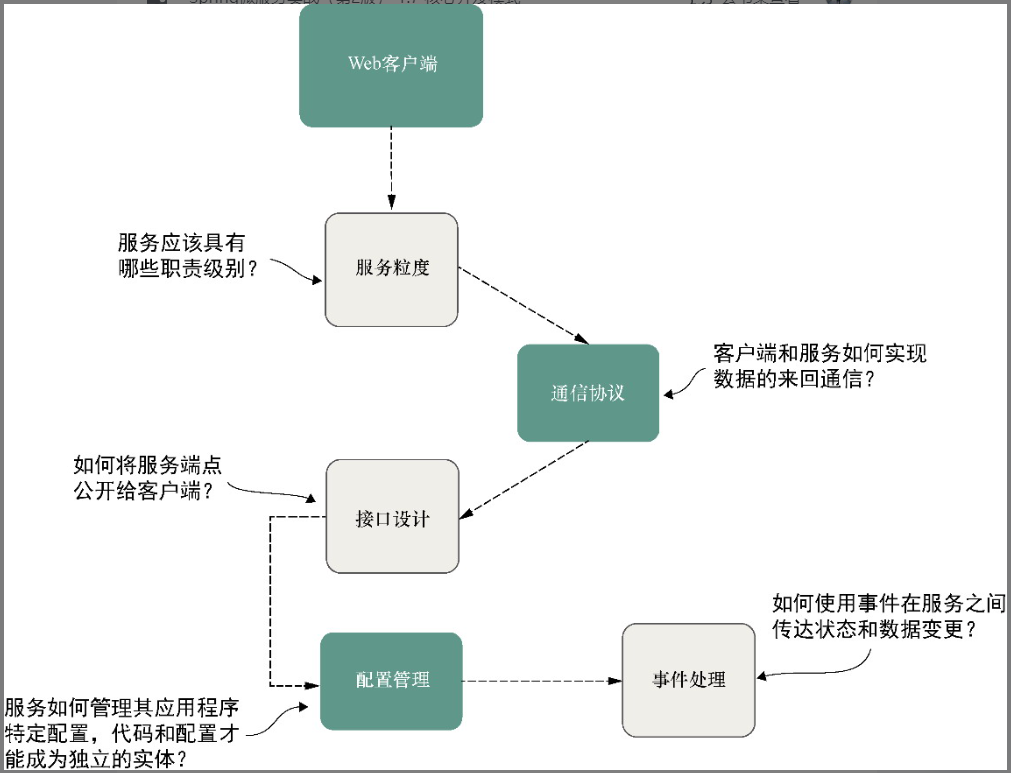 Web客户端
服务应该具有
哪些职责级别？
服务粒度
客户端和服务如何实现
数据的来回通信？
通信协议
如何将服务端点
公开给客户端？
接口设计
如何使用事件在服务之间
传达状态和数据变更？
配置管理
事件处理
服务如何管理其应用程序
特定配置，代码和配置才
能成为独立的实体？